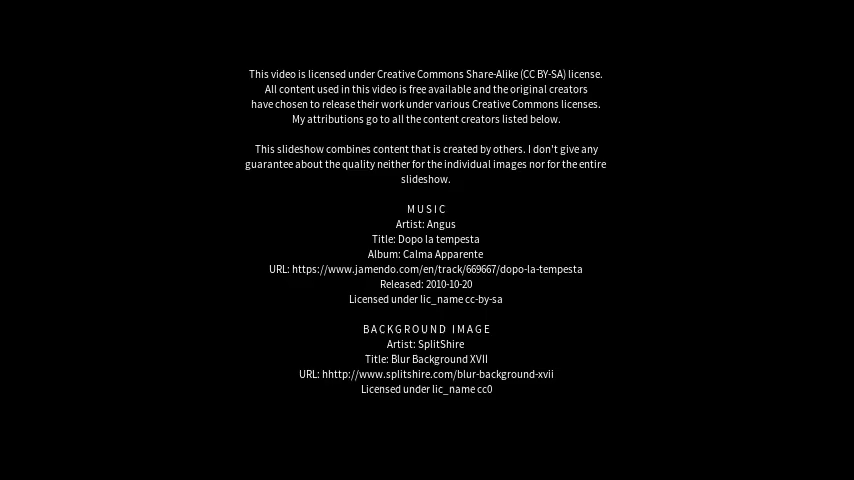 This video is licensed under Creative Commons Share-Alike (CC BY-SA) license.
All content used in this video is free available and the original creators
have chosen to release their work under various Creative Commons licenses.
My attributions go to all the content creators listed below.
This slideshow combines content that is created by others. I don't give any
guarantee about the quality neither for the individual images nor for the entire
slideshow.
M U S I C
Artist: Angus
Title: Dopo la tempesta
Album: Calma Apparente
URL: https://www.jamendo.com/en/track/669667/dopo-la-tempesta
Released: 2010-10-20
Licensed under lic_name cc-by-sa
B A C K G R O U N D   I M A G E
Artist: SplitShire
Title: Blur Background XVII
URL: hhttp://www.splitshire.com/blur-background-xvii
Licensed under lic_name cc0